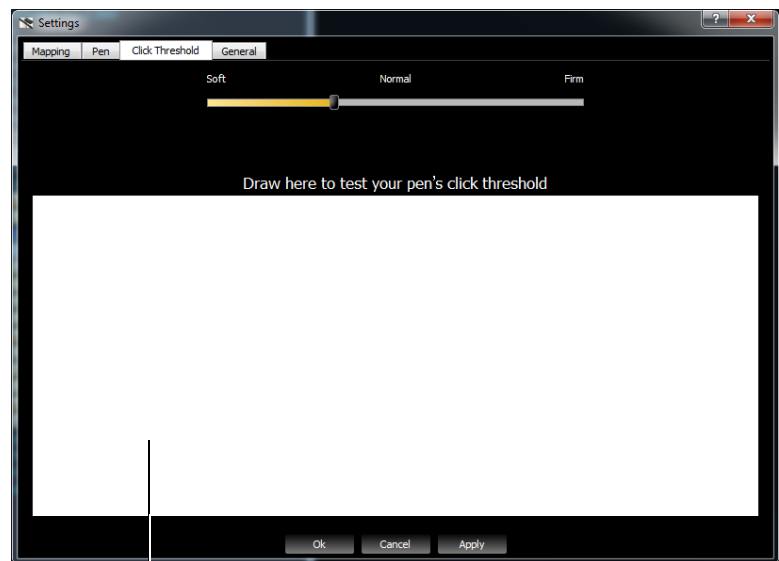 Settings
Mapping Pen Click Threshold General
Soft Normal Firm
Draw here to test your pen's click threshold
Ok Cancel Apply